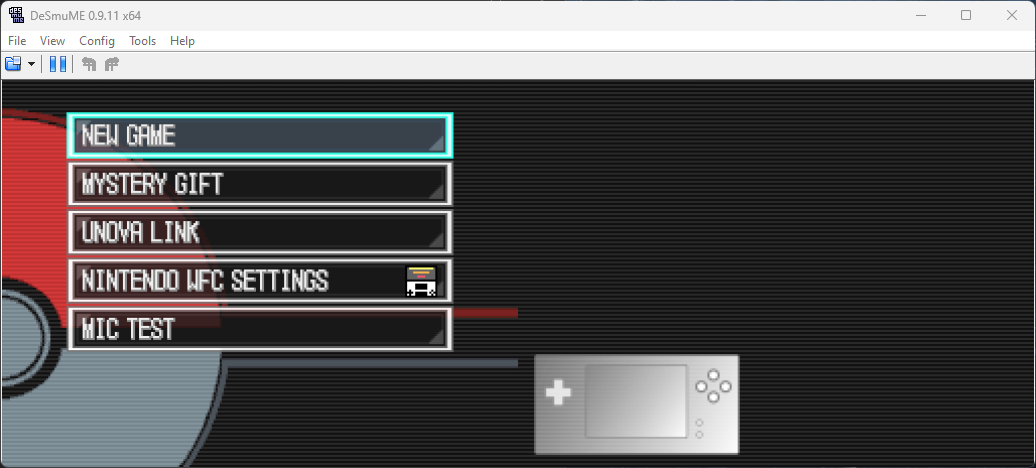 DeSmuME 0.9.11 x64
File View Config Tools Help
NEW GAME
MYSTERY GIFT
UNOVA LINK
NINTENDO WFC SETTINGS
MIC TEST